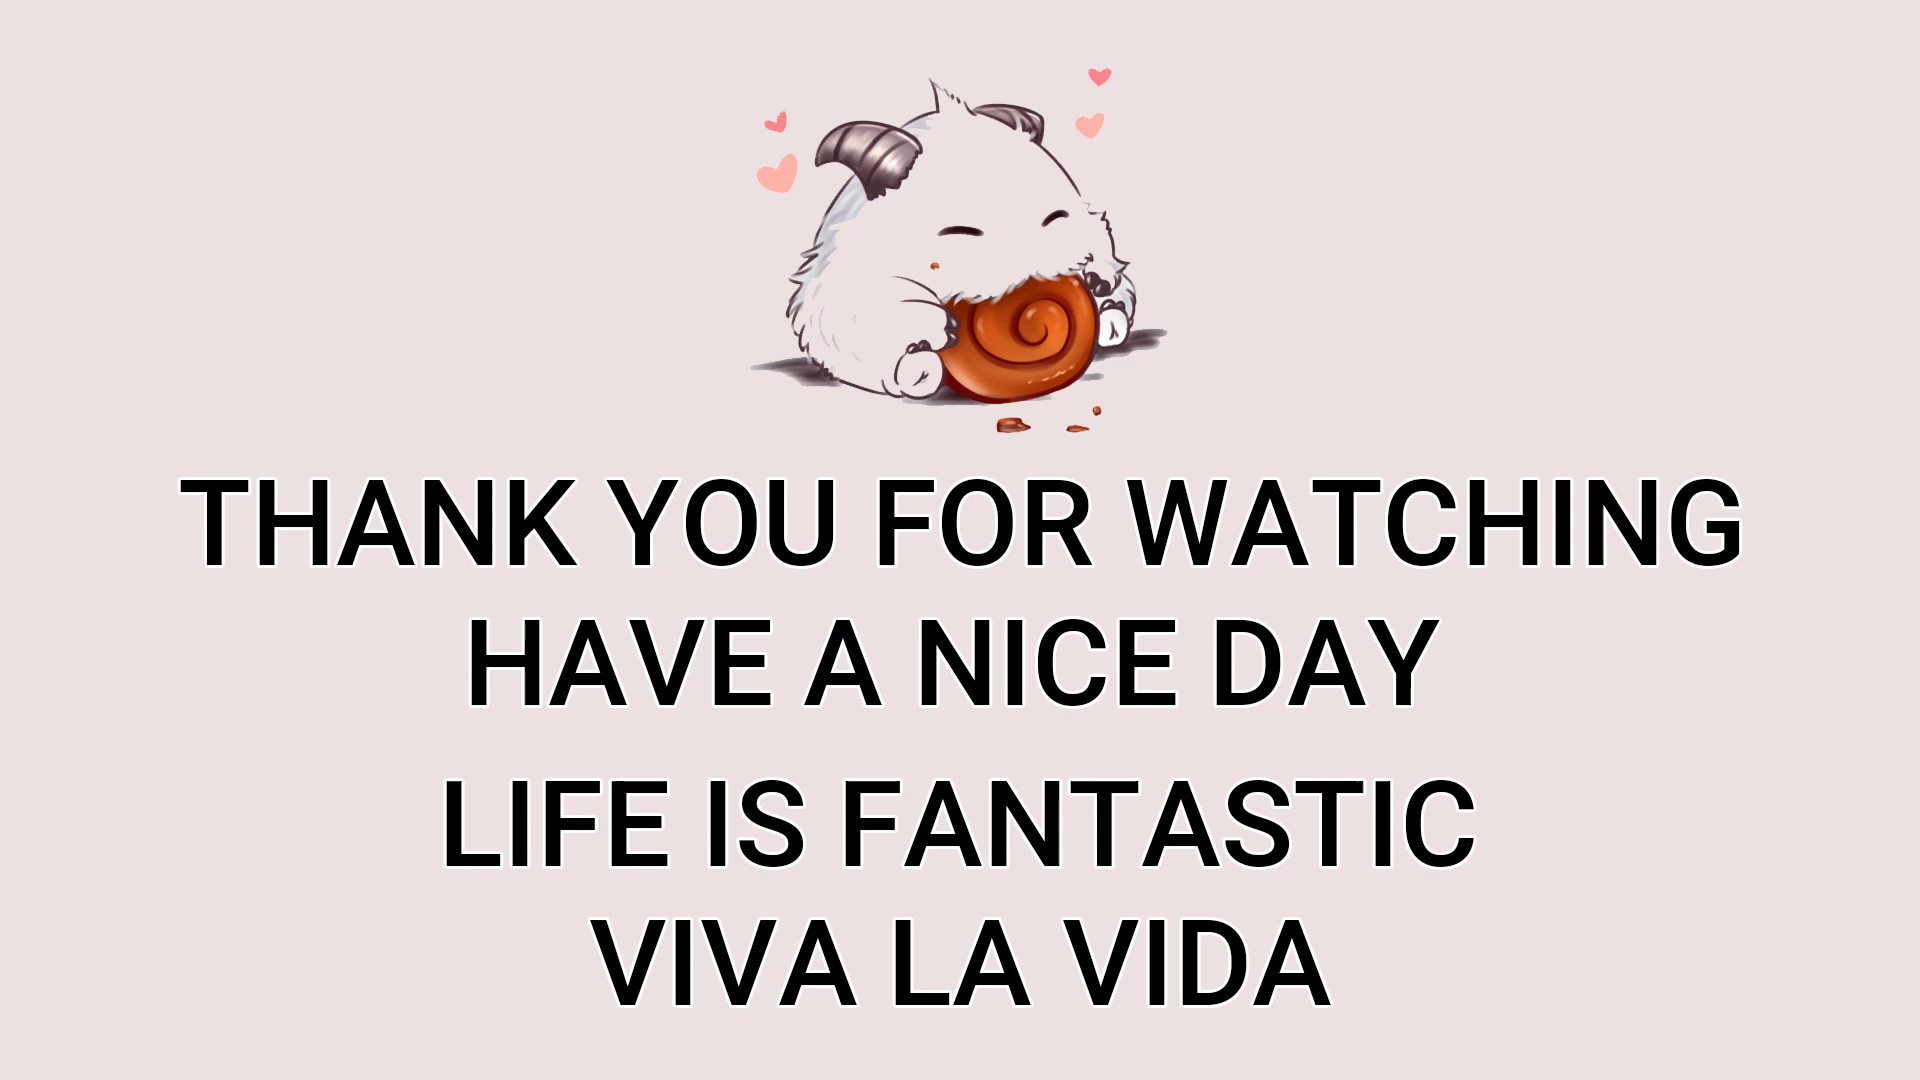 THANK YOU FOR WATCHING
HAVE A NICE DAY
LIFE IS FANTASTIC
VIVA LA VIDA